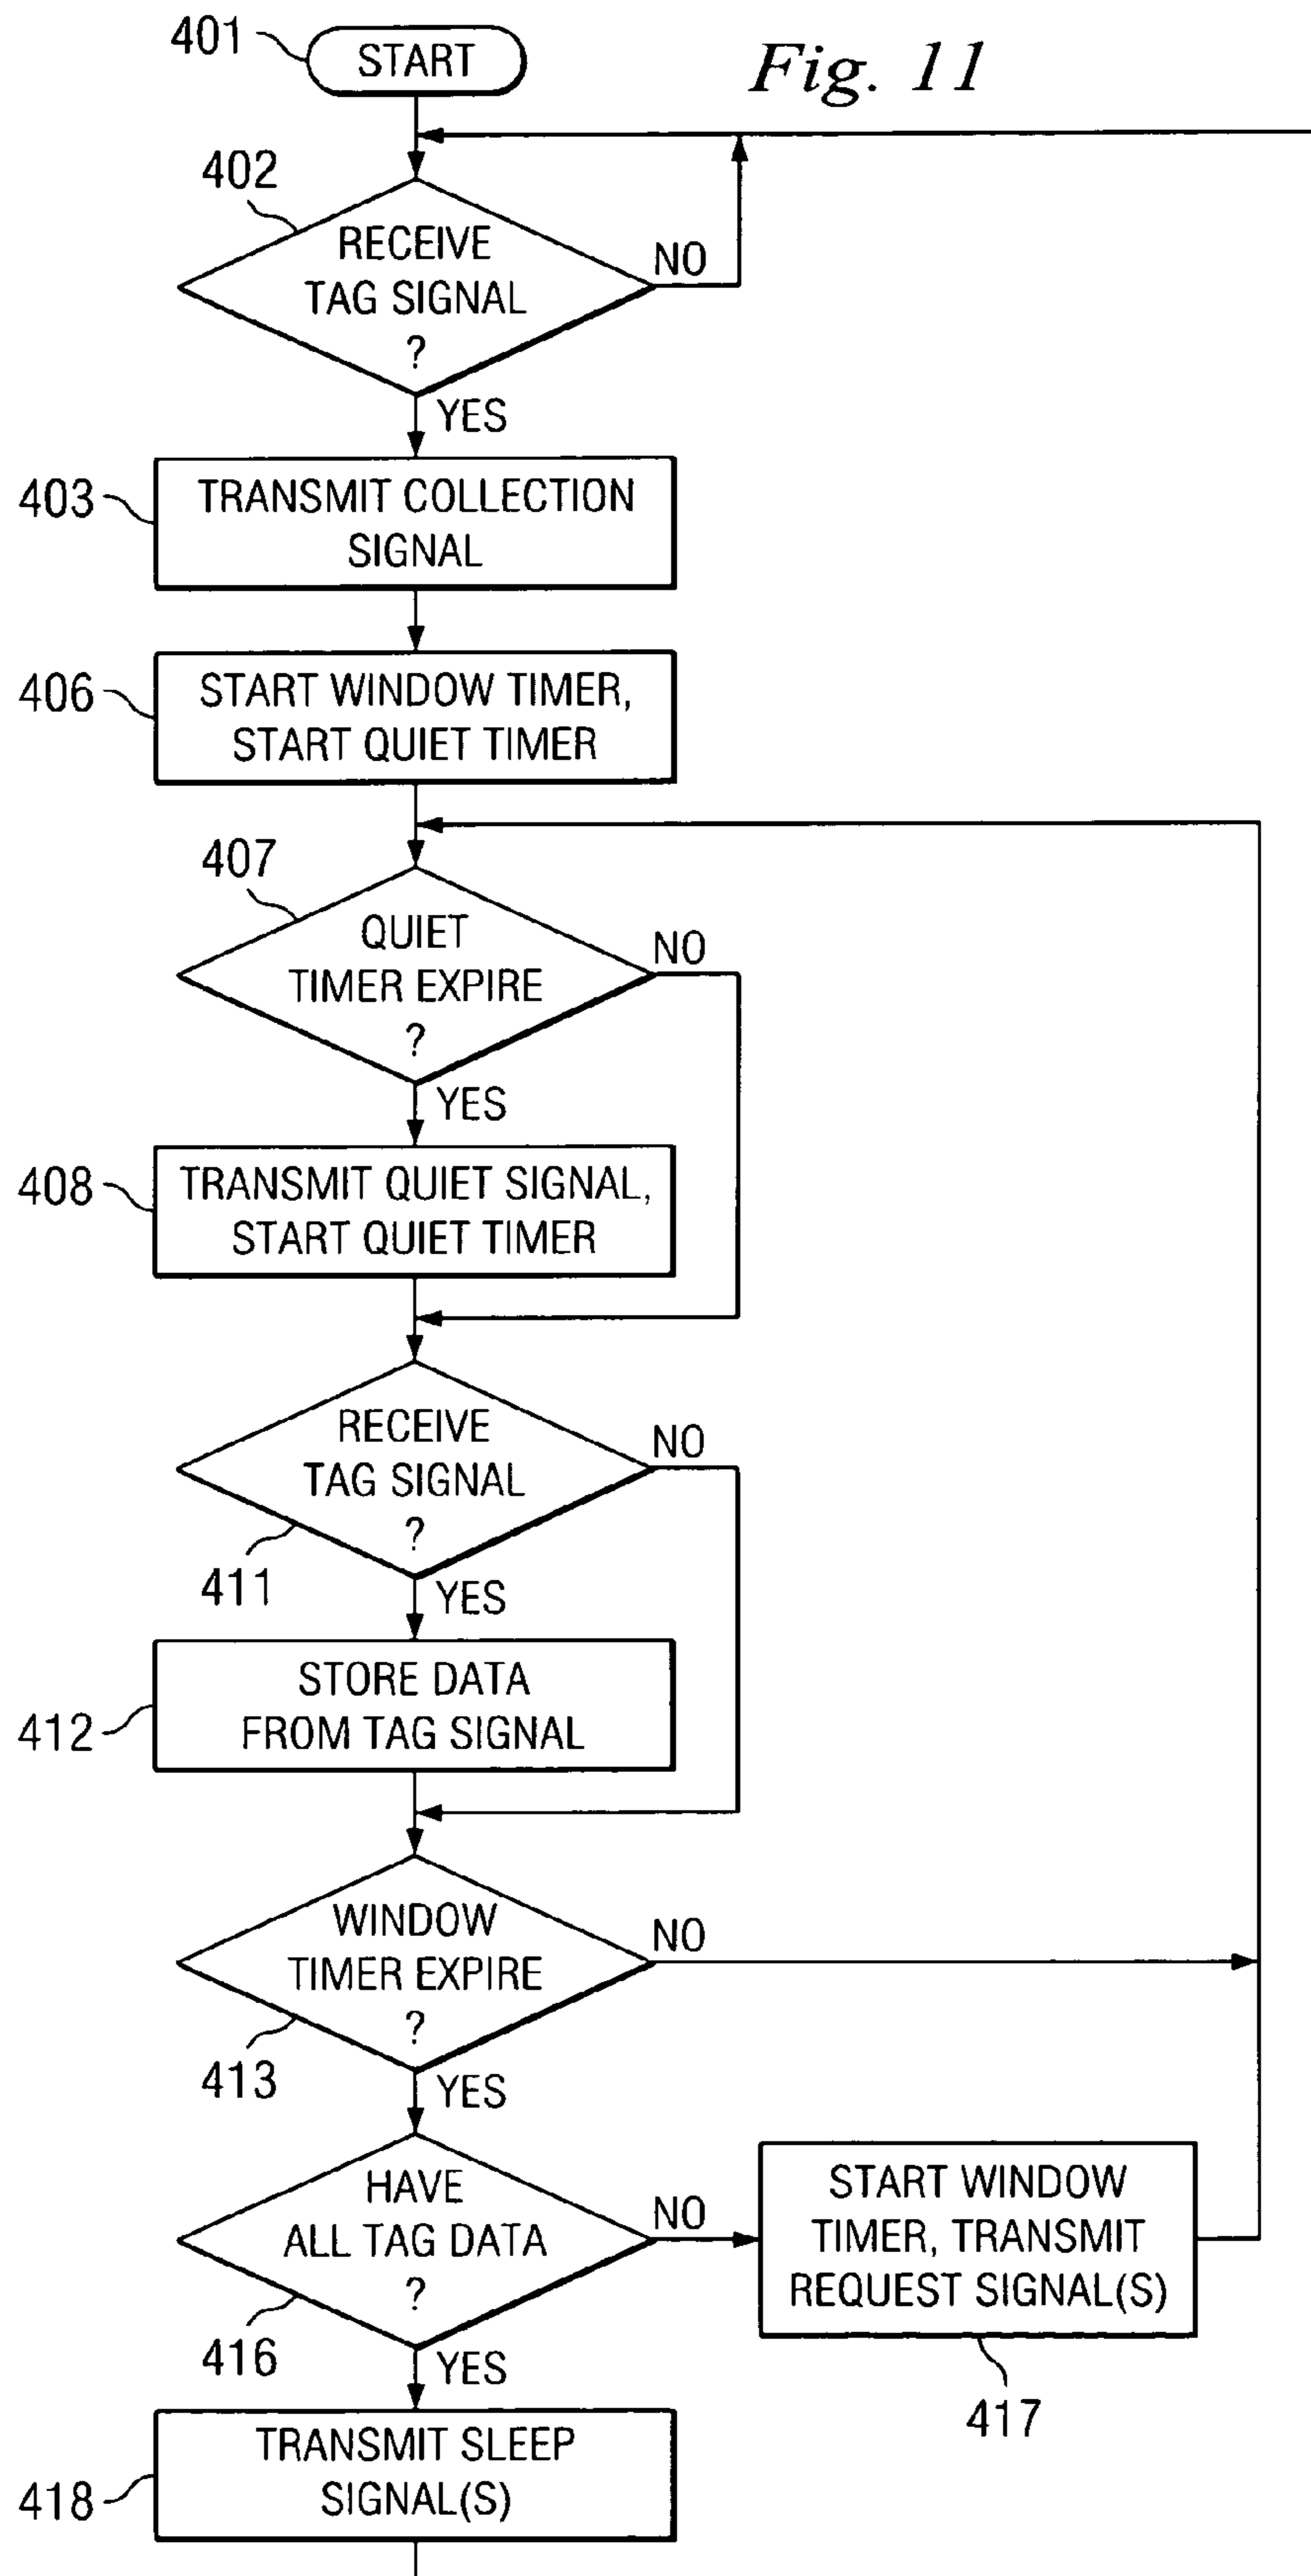 401
START
Fig. 11
402
RECEIVE
TAG SIGNAL
?
NO
YES
403
TRANSMIT COLLECTION
SIGNAL
406
START WINDOW TIMER,
START QUIET TIMER
407
QUIET
TIMER EXPIRE
?
NO
YES
408
TRANSMIT QUIET SIGNAL,
START QUIET TIMER
RECEIVE
TAG SIGNAL
?
NO
411
YES
412
STORE DATA
FROM TAG SIGNAL
WINDOW
TIMER EXPIRE
?
NO
413
YES
HAVE
ALL TAG DATA
?
NO
416
YES
START WINDOW
TIMER, TRANSMIT
REQUEST SIGNAL(S)
417
418
TRANSMIT SLEEP
SIGNAL(S)